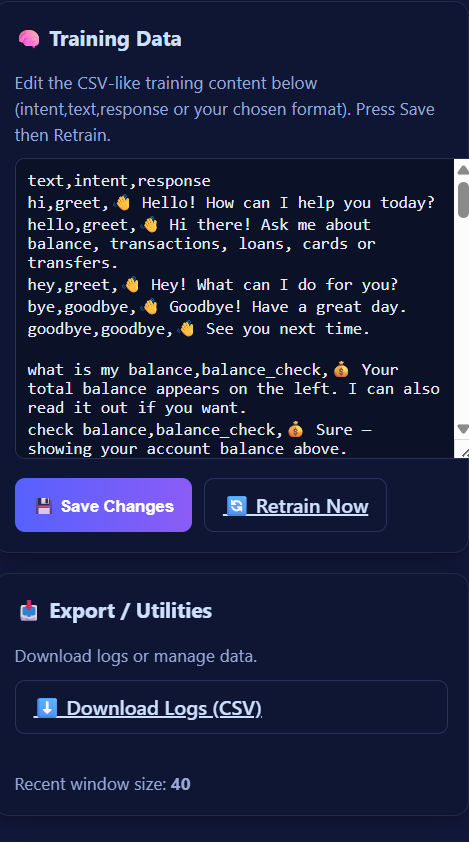 🧠 Training Data
Edit the CSV-like training content below
(intent,text,response or your chosen format). Press Save
then Retrain.
text,intent,response
hi,greet,👋 Hello! How can I help you today?
hello,greet,👋 Hi there! Ask me about
balance, transactions, loans, cards or
transfers.
hey,greet,👋 Hey! What can I do for you?
bye,goodbye,👋 Goodbye! Have a great day.
goodbye,goodbye,👋 See you next time.
what is my balance,balance_check,💰 Your
total balance appears on the left. I can also
read it out if you want.
check balance,balance_check,💰 Sure —
showing your account balance above.
💾 Save Changes
🔄 Retrain Now
📥 Export / Utilities
Download logs or manage data.
⬇️ Download Logs (CSV)
Recent window size: 40